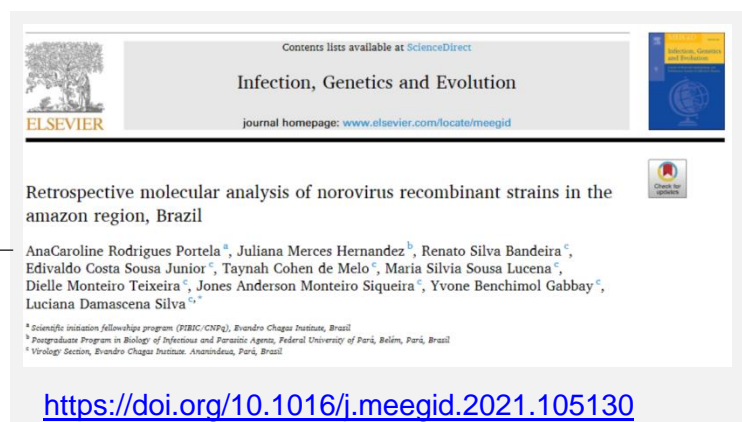 Contents lists available at ScienceDirect
Infection, Genetics and Evolution
journal homepage: www.elsevier.com/locate/meegid
ELSEVIER
Infection, Genetics
and Evolution
Check for
updates
Retrospective molecular analysis of norovirus recombinant strains in the
amazon region, Brazil
AnaCaroline Rodrigues Portela a, Juliana Merces Hernandez b, Renato Silva Bandeira c,
Edivaldo Costa Sousa Junior c, Taynah Cohen de Melo c, Maria Silvia Sousa Lucena c,
Dielle Monteiro Teixeira c, Jones Anderson Monteiro Siqueira c, Yvone Benchimol Gabbay c,
Luciana Damascena Silva c,*
a Scientific initiation fellowships program (PIBIC/CNPq), Evandro Chagas Institute, Brazil
b Postgraduate Program in Biology of Infectious and Parasitic Agents, Federal University of Pará, Belém, Pará, Brazil
c Virology Section, Evandro Chagas Institute. Ananindeua, Pará, Brazil
https://doi.org/10.1016/j.meegid.2021.105130